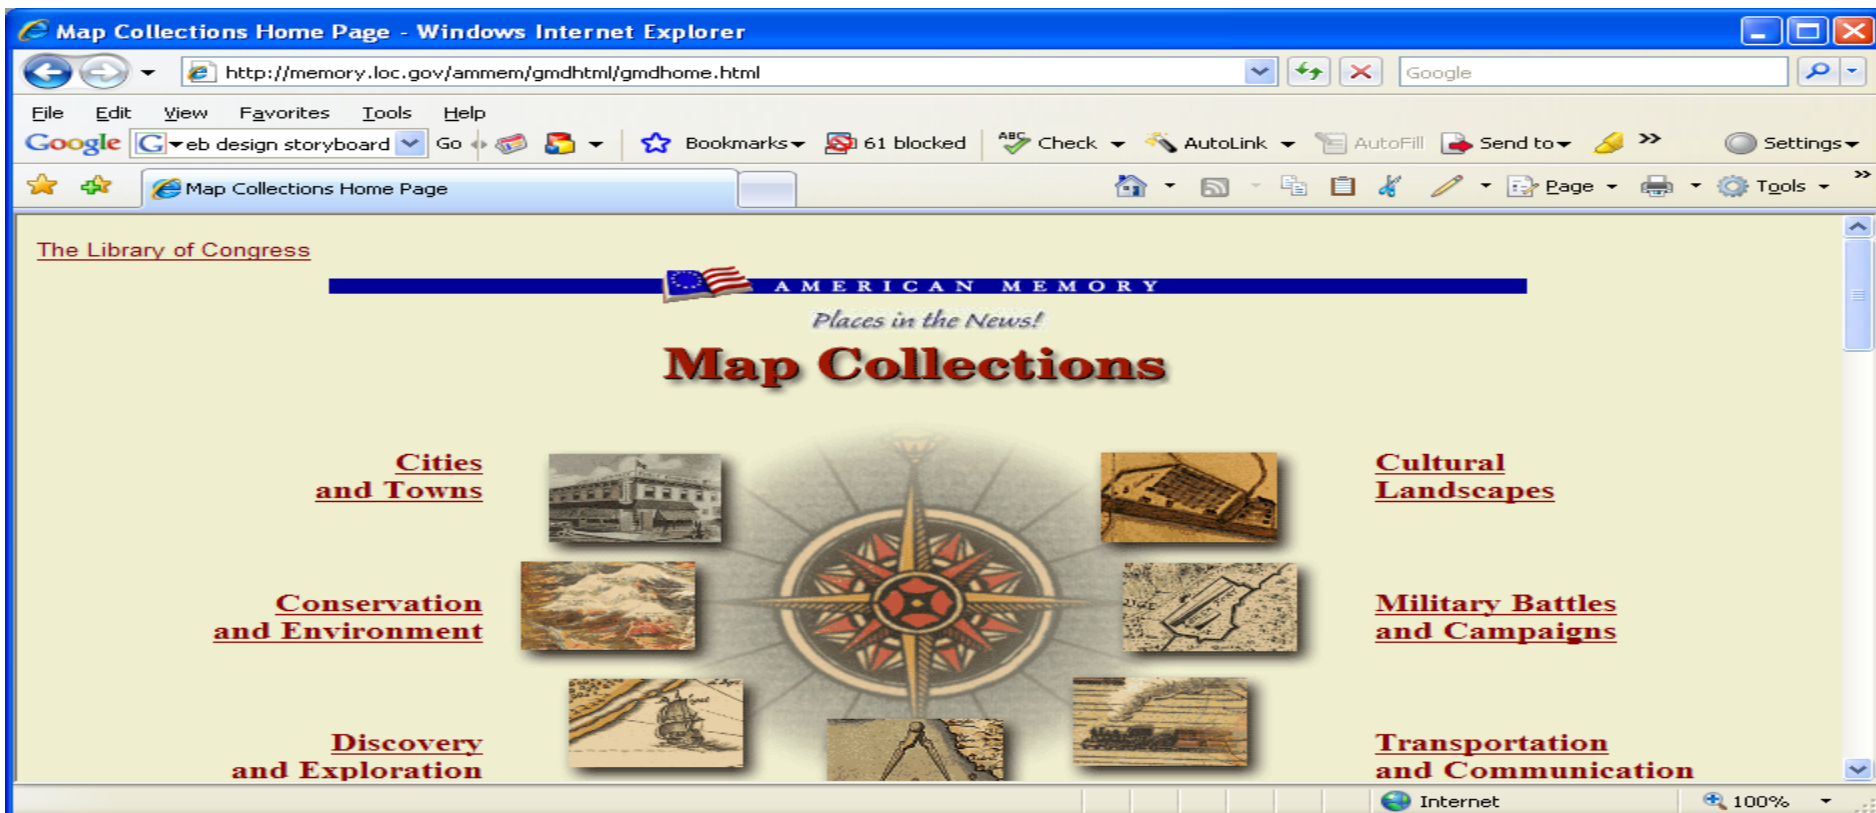 Map Collections Home Page - Windows Internet Explorer
http://memory.loc.gov/ammem/gmdhtml/gmdhome.html
Google
File Edit View Favorites Tools Help
Google G eb design storyboard Go Bookmarks 61 blocked ABC Check AutoLink AutoFill Send to >> Settings
Map Collections Home Page
Page Tools >>
The Library of Congress
AMERICAN MEMORY
Places in the News!
Map Collections
Cities
and Towns
Cultural
Landscapes
Conservation
and Environment
Military Battles
and Campaigns
Discovery
and Exploration
Transportation
and Communication
Internet 100%